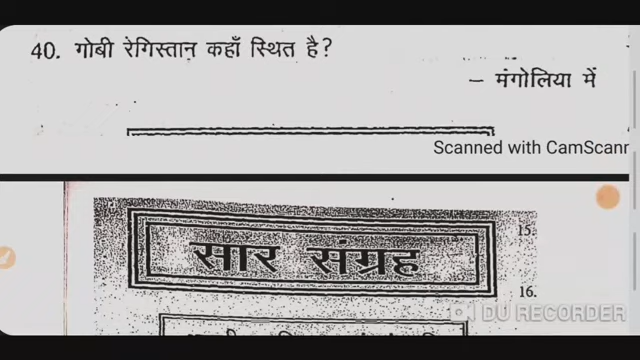 40. गोबी रेगिस्तान कहाँ स्थित है?
– मंगोलिया में
Scanned with CamScann
15.
सार संग्रह
16.
DU RECORDER